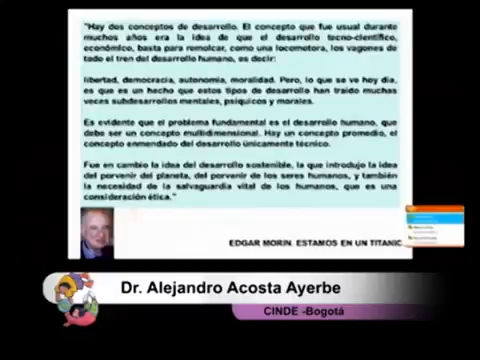 "Hay dos conceptos de desarrollo. El concepto que fue usual durante
muchos años era la idea de que el desarrollo tecno-científico,
económico, basta para remolcar, como una locomotora, los vagones de
todo el tren del desarrollo humano, es decir:
libertad, democracia, autonomía, moralidad. Pero, lo que se ve hoy día,
es que es un hecho que estos tipos de desarrollo han traído muchas
veces subdesarrollos mentales, psíquicos y morales.
Es evidente que el problema fundamental es el desarrollo humano, que
debe ser un concepto multidimensional. Hay un concepto promedio, el
concepto enmendado del desarrollo únicamente técnico.
Fue en cambio la idea del desarrollo sostenible, la que introdujo la idea
del porvenir del planeta, del porvenir de los seres humanos, y también
la necesidad de la salvaguardia vital de los humanos, que es una
consideración ética."
EDGAR MORIN. ESTAMOS EN UN TITANIC
Dr. Alejandro Acosta Ayerbe
CINDE -Bogotá